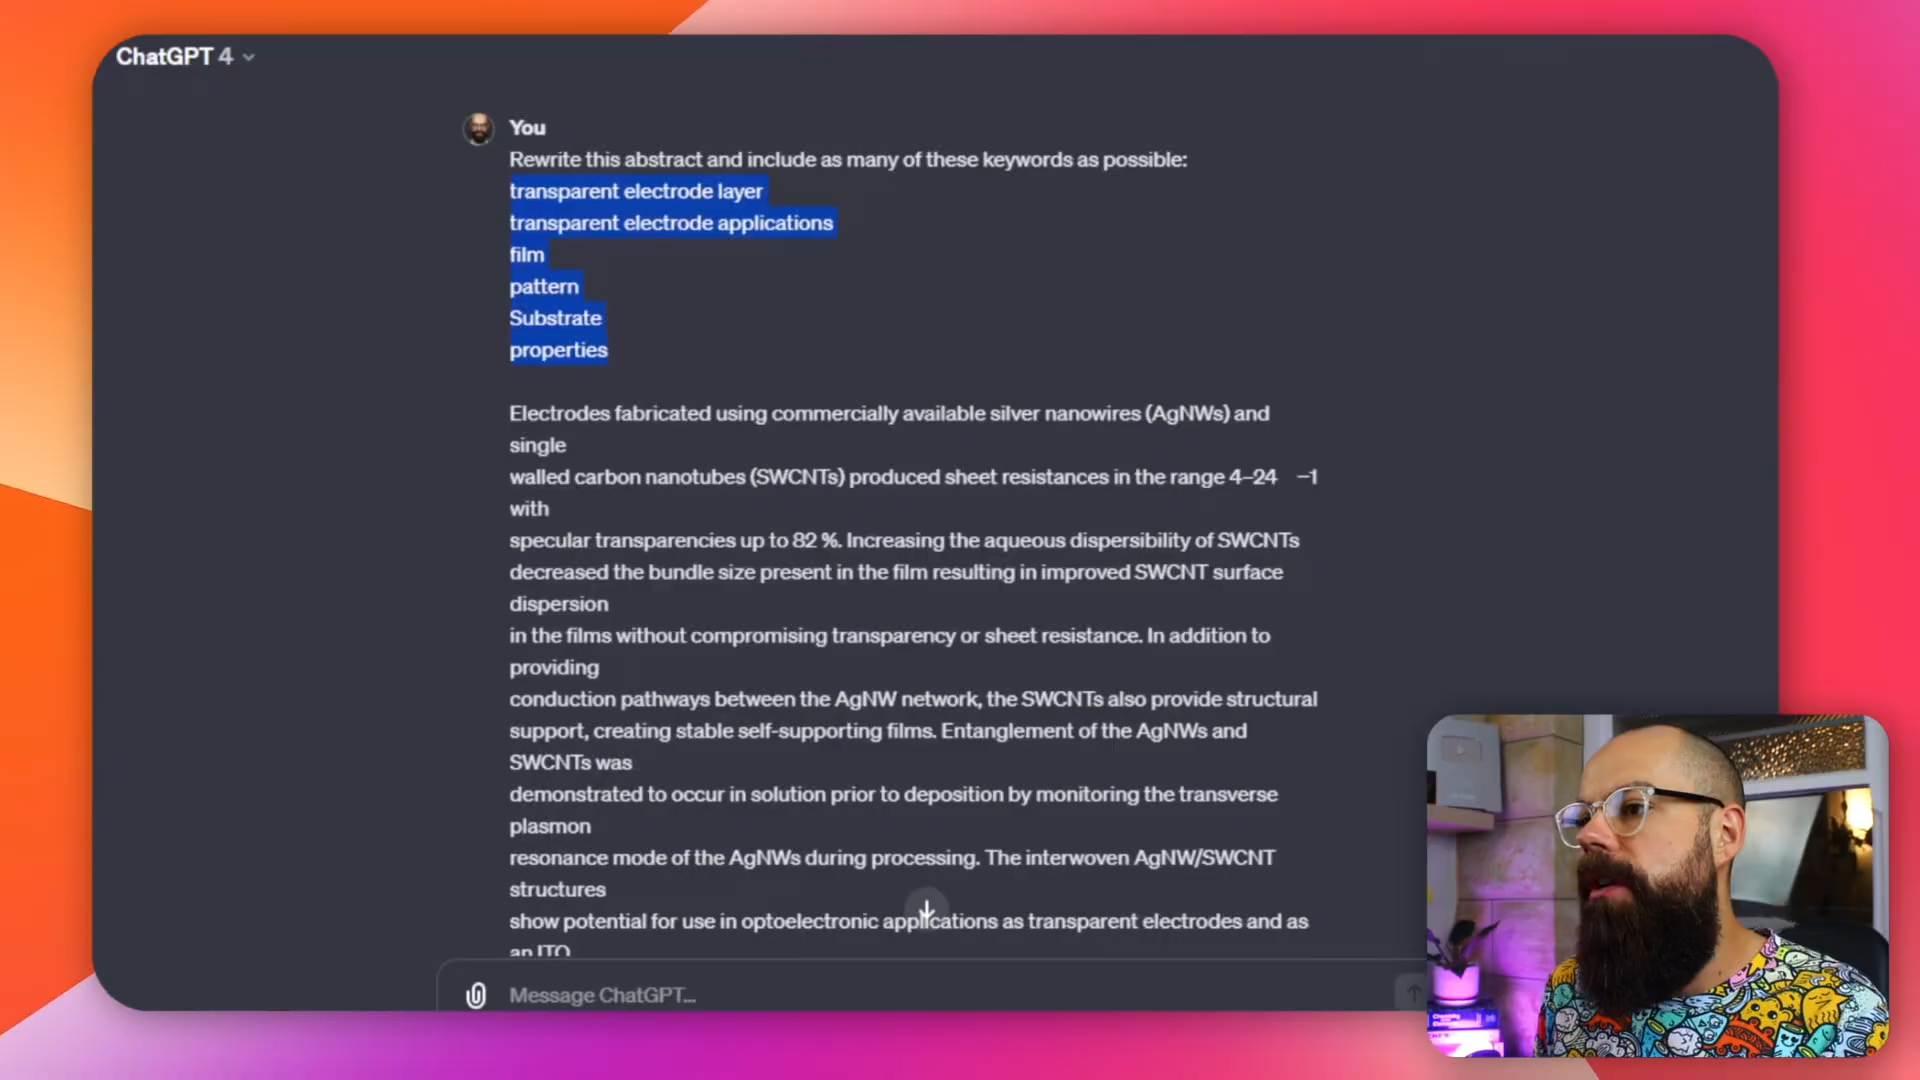 ChatGPT 4
You
Rewrite this abstract and include as many of these keywords as possible:
transparent electrode layer
transparent electrode applications
film
pattern
Substrate
properties
Electrodes fabricated using commercially available silver nanowires (AgNWs) and
single
walled carbon nanotubes (SWCNTs) produced sheet resistances in the range 4–24 −1
with
specular transparencies up to 82 %. Increasing the aqueous dispersibility of SWCNTs
decreased the bundle size present in the film resulting in improved SWCNT surface
dispersion
in the films without compromising transparency or sheet resistance. In addition to
providing
conduction pathways between the AgNW network, the SWCNTs also provide structural
support, creating stable self-supporting films. Entanglement of the AgNWs and
SWCNTs was
demonstrated to occur in solution prior to deposition by monitoring the transverse
plasmon
resonance mode of the AgNWs during processing. The interwoven AgNW/SWCNT
structures
show potential for use in optoelectronic applications as transparent electrodes and as
an ITO
Message ChatGPT...